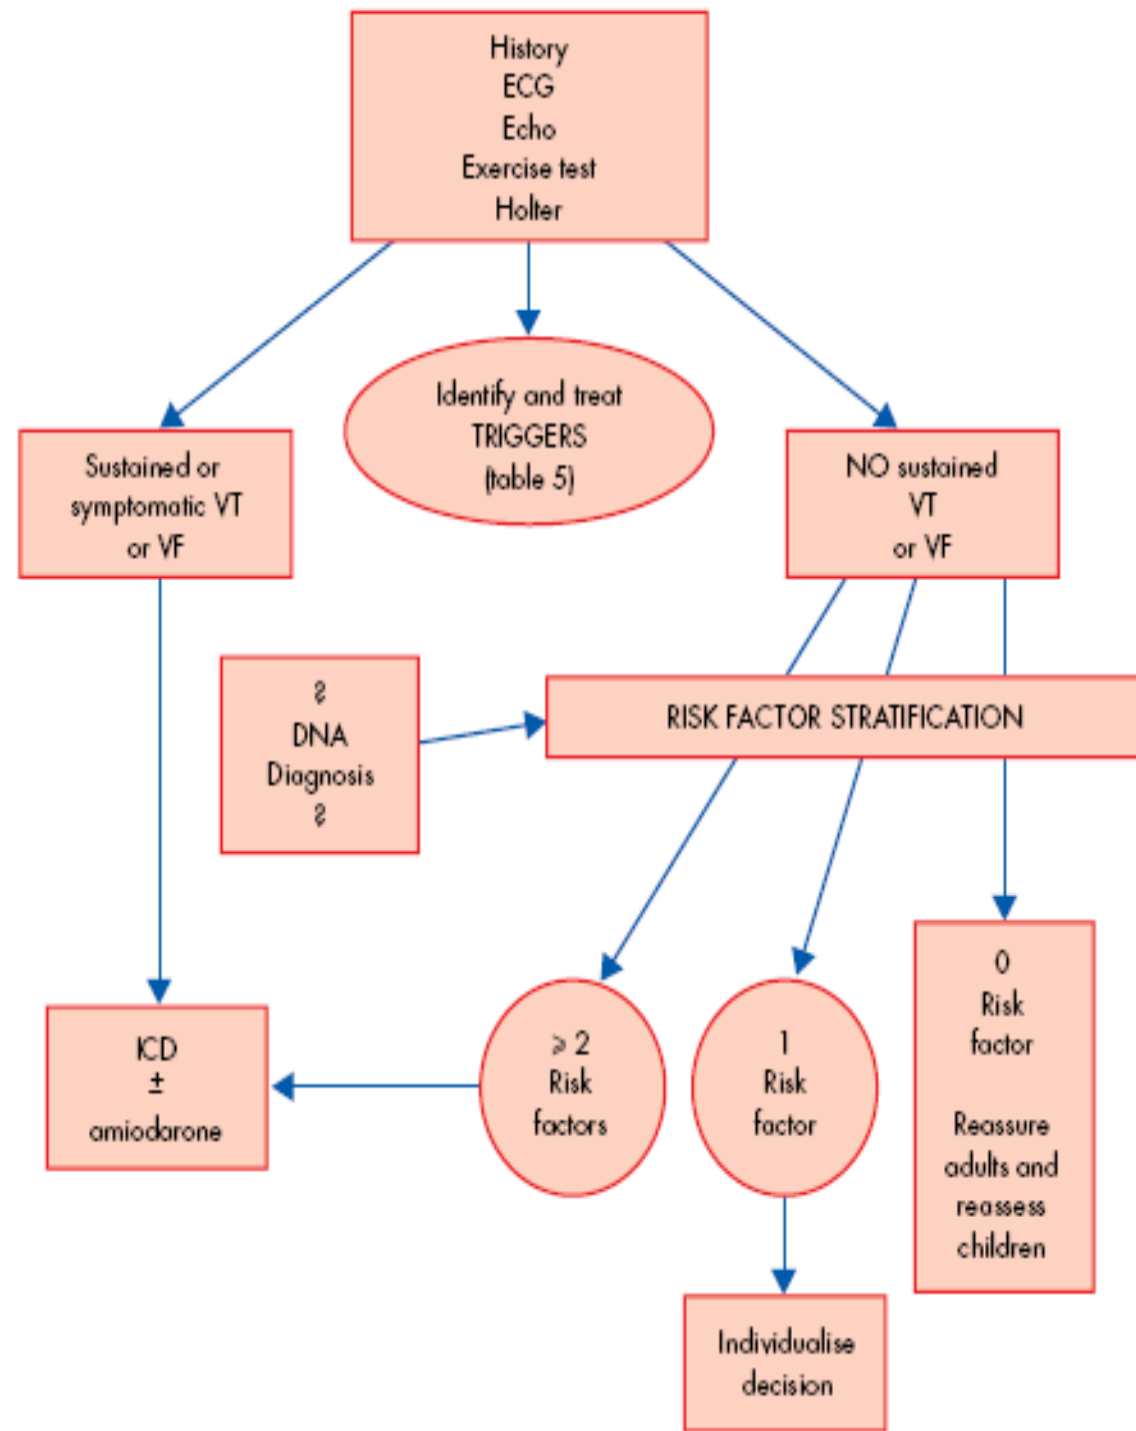 History
ECG
Echo
Exercise test
Holter
Identify and treat
TRIGGERS
(table 5)
Sustained or
symptomatic VT
or VF
NO sustained
VT
or VF
DNA
Diagnosis
RISK FACTOR STRATIFICATION
ICD
±
amiodarone
⩾ 2
Risk
factors
1
Risk
factor
0
Risk
factor
Reassure
adults and
reassess
children
Individualise
decision